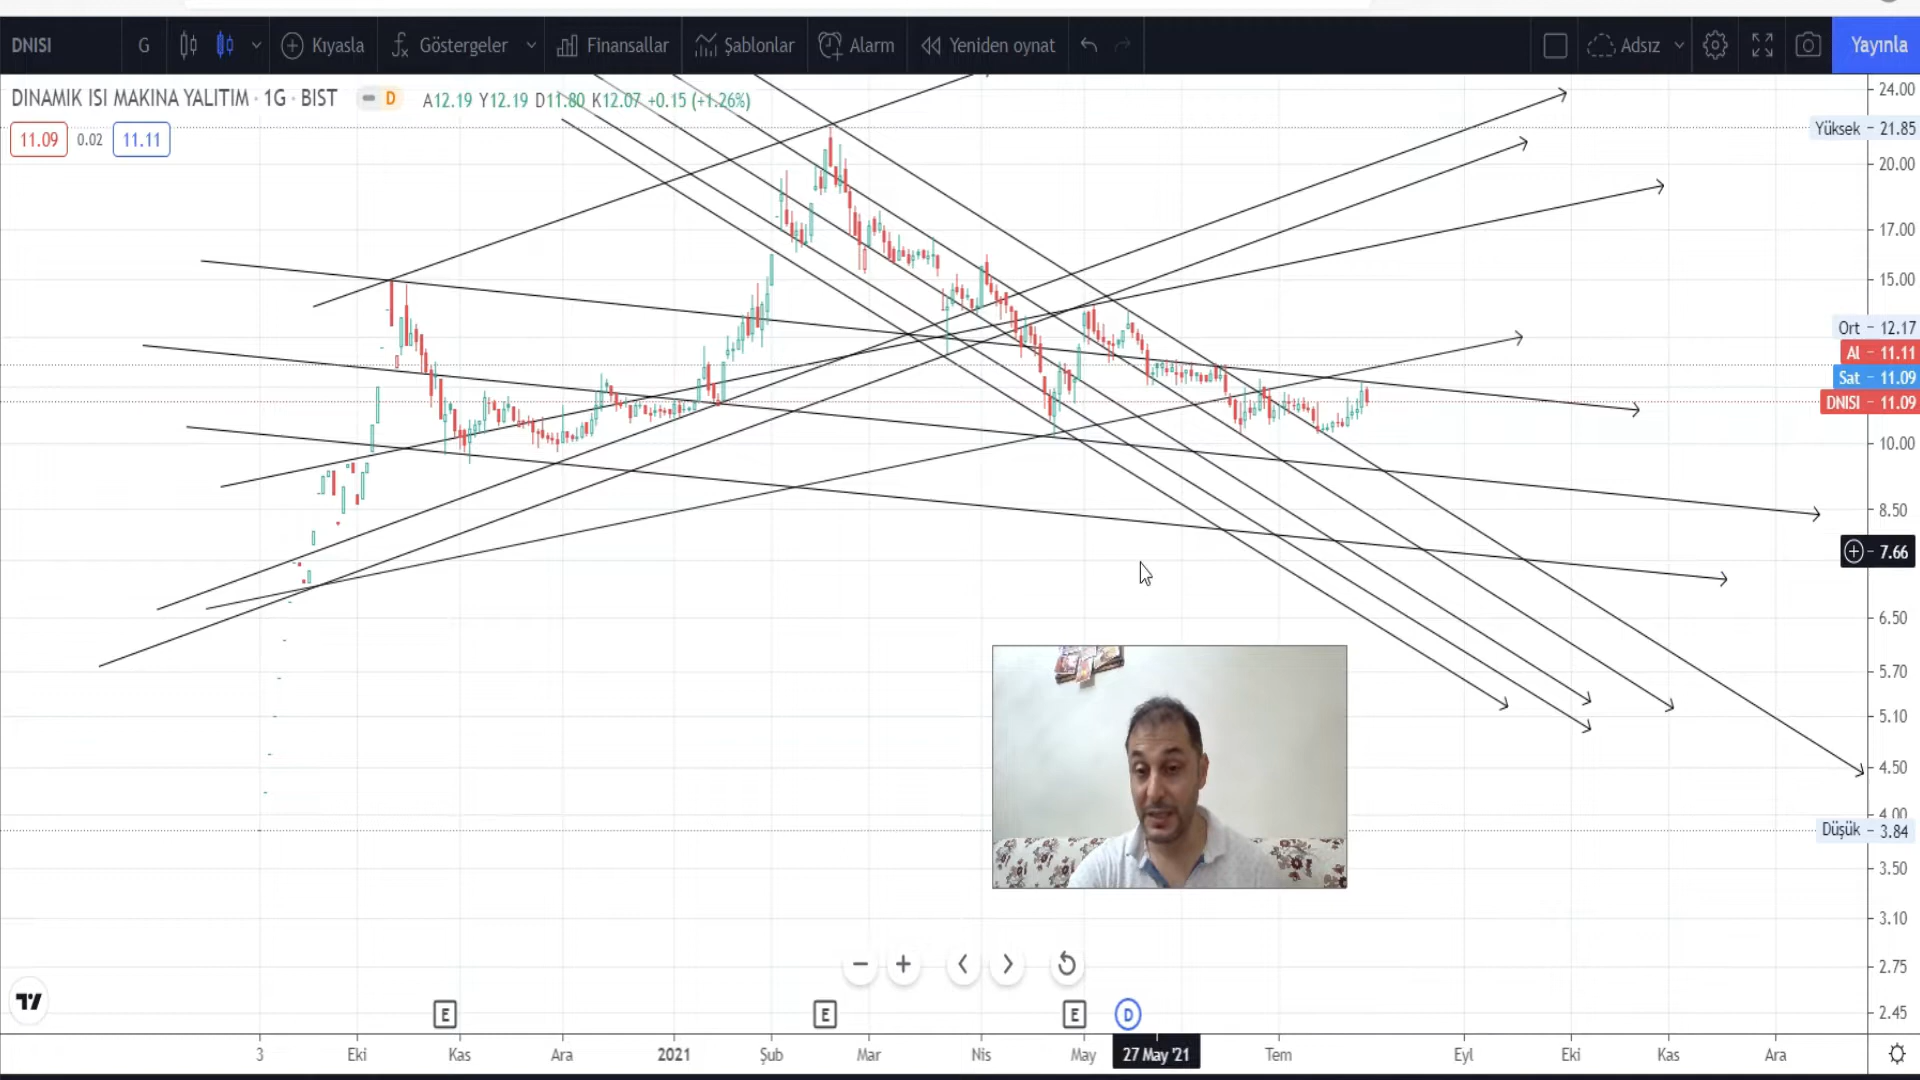 DNISI G Kıyasla Göstergeler Finansallar Şablonlar Alarm Yeniden oynat Adsız Yayınla
DINAMIK ISI MAKINA YALITIM · 1G · BIST D A12.19 Y12.19 D11.80 K12.07 +0.15 (+1.26%)
11.09 0.02 11.11
24.00
Yüksek 21.85
20.00
17.00
15.00
Ort 12.17
Al 11.11
Sat 11.09
DNISI 11.09
10.00
8.50
7.66
6.50
5.70
5.10
4.50
4.00
Düşük 3.84
3.50
3.10
2.75
2.45
E E E D
3 Eki Kas Ara 2021 Şub Mar Nis May 27 May '21 Tem Eyl Eki Kas Ara